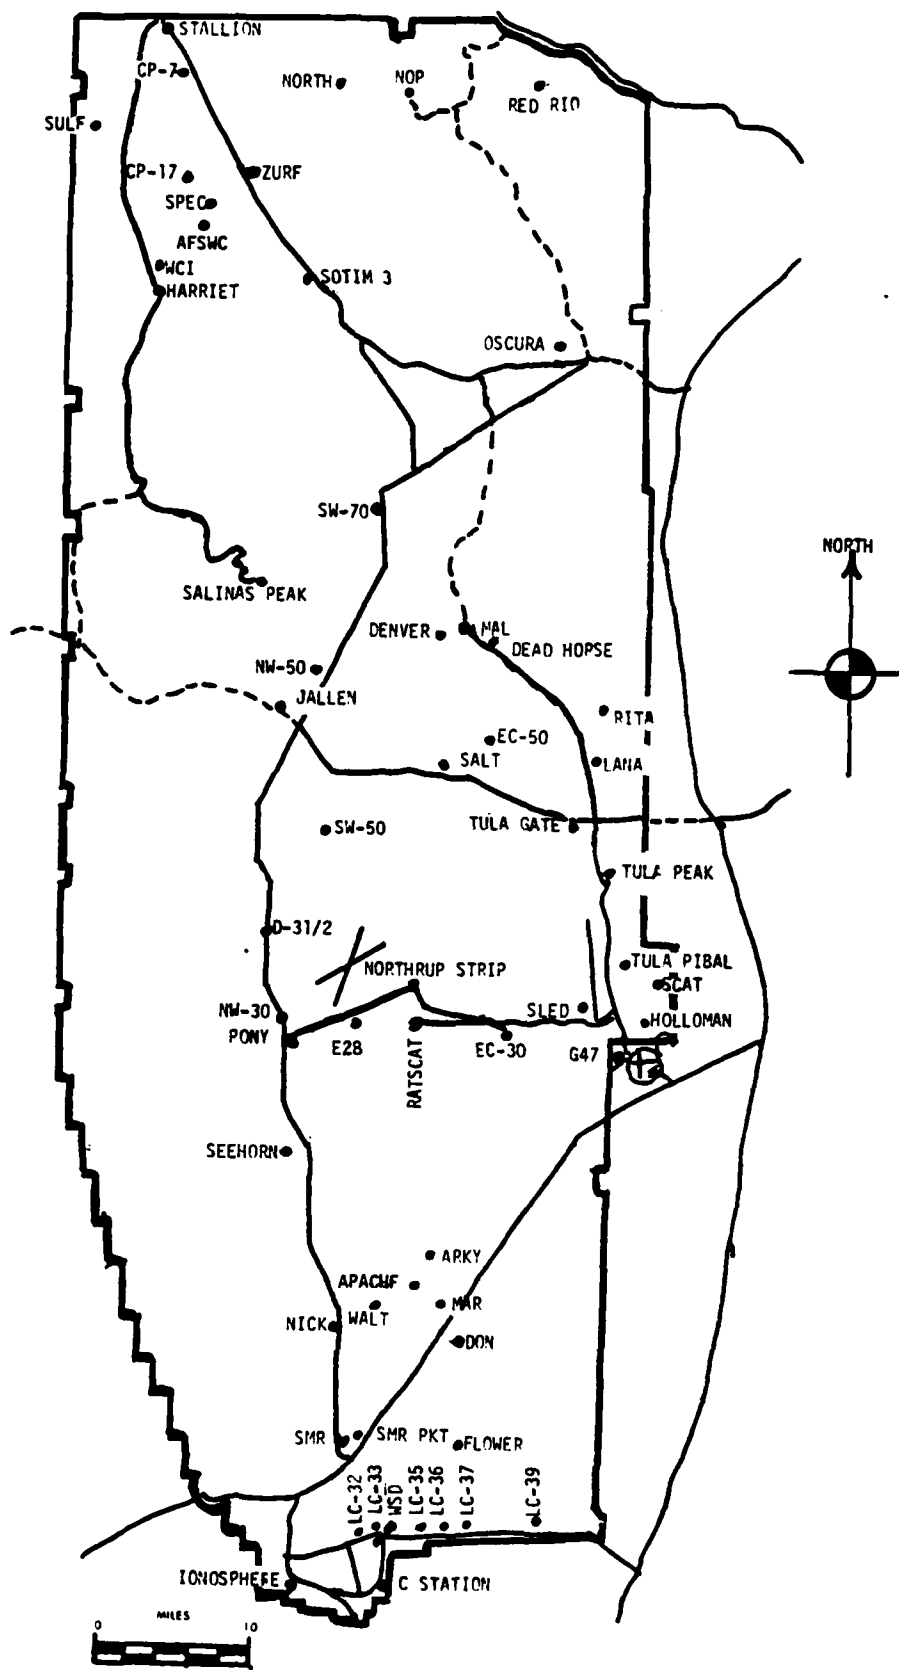 STALLION
CP-7
NORTH
NOP
RED RIO
SULF
CP-17
ZURF
SPEC
AFSWC
WCI
HARRIET
SOTIM 3
OSCURA
SW-70
NORTH
SALINAS PEAK
DENVER
MAL
DEAD HORSE
NW-50
JALLEN
RITA
EC-50
SALT
LANA
SW-50
TULA GATE
TULA PEAK
D-31/2
NORTHRUP STRIP
TULA PIBAL
SCAT
NW-30
SLED
HOLLOMAN
PONY
E28
RATSCAT
EC-30
G47
SEEHORN
ARKY
APACHE
WALT
MAR
NICK
DON
SMR
SMR PKT
FLOWER
LC-32
LC-33
WSD
LC-35
LC-36
LC-37
LC-39
IONOSPHERE
C STATION
MILES
0 10